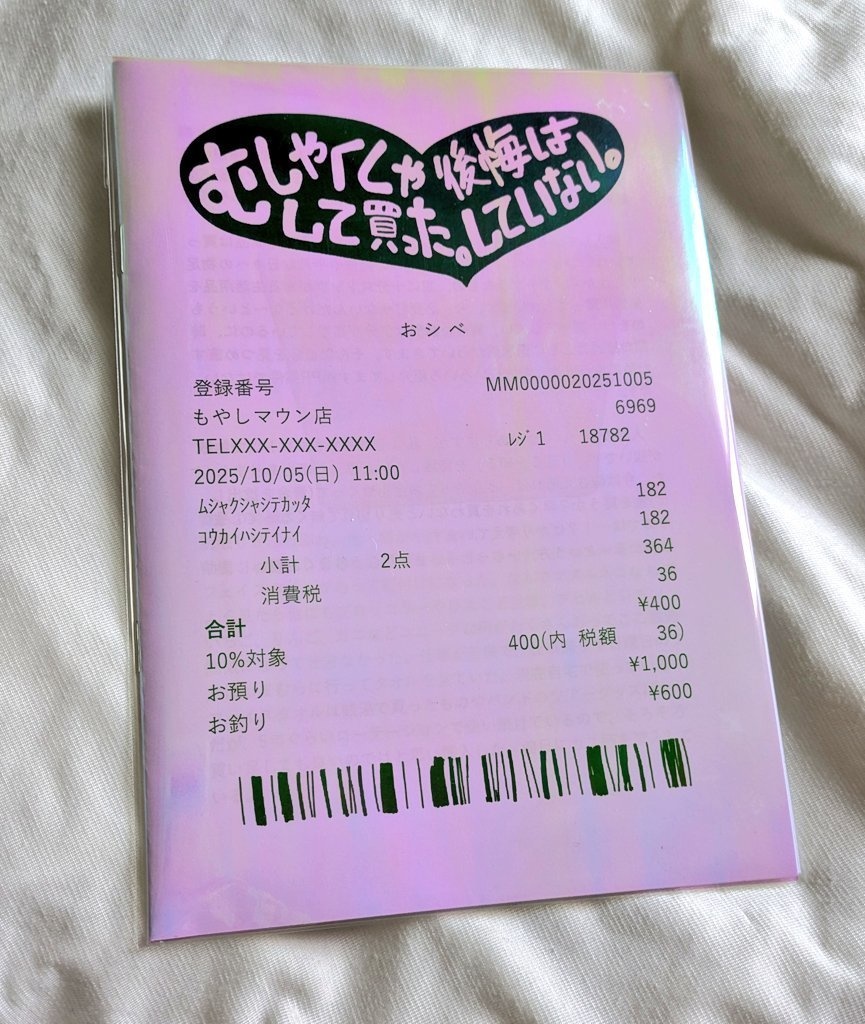 むしゃくしゃ
して買った。
後悔は
していない。
おシベ
登録番号 MM0000020251005
もやしマウン店 6969
TELXXX-XXX-XXXX ﾚｼﾞ1 18782
2025/10/05(日) 11:00
ﾑｼｬｸｼｬｼﾃｶｯﾀ 182
ｺｳｶｲﾊｼﾃｲﾅｲ 182
小計 2点 364
消費税 36
合計 ¥400
10%対象 400(内 税額 36)
お預り ¥1,000
お釣り ¥600